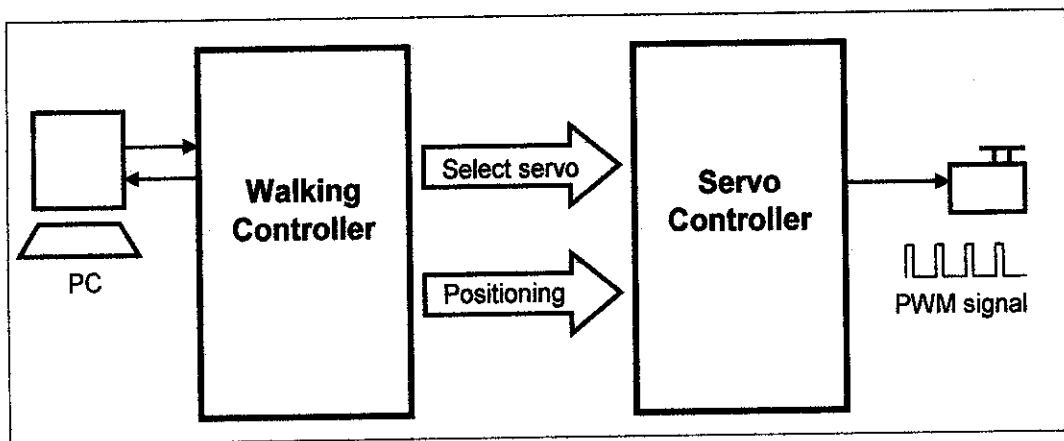 PC
Walking
Controller
Select servo
Positioning
Servo
Controller
PWM signal